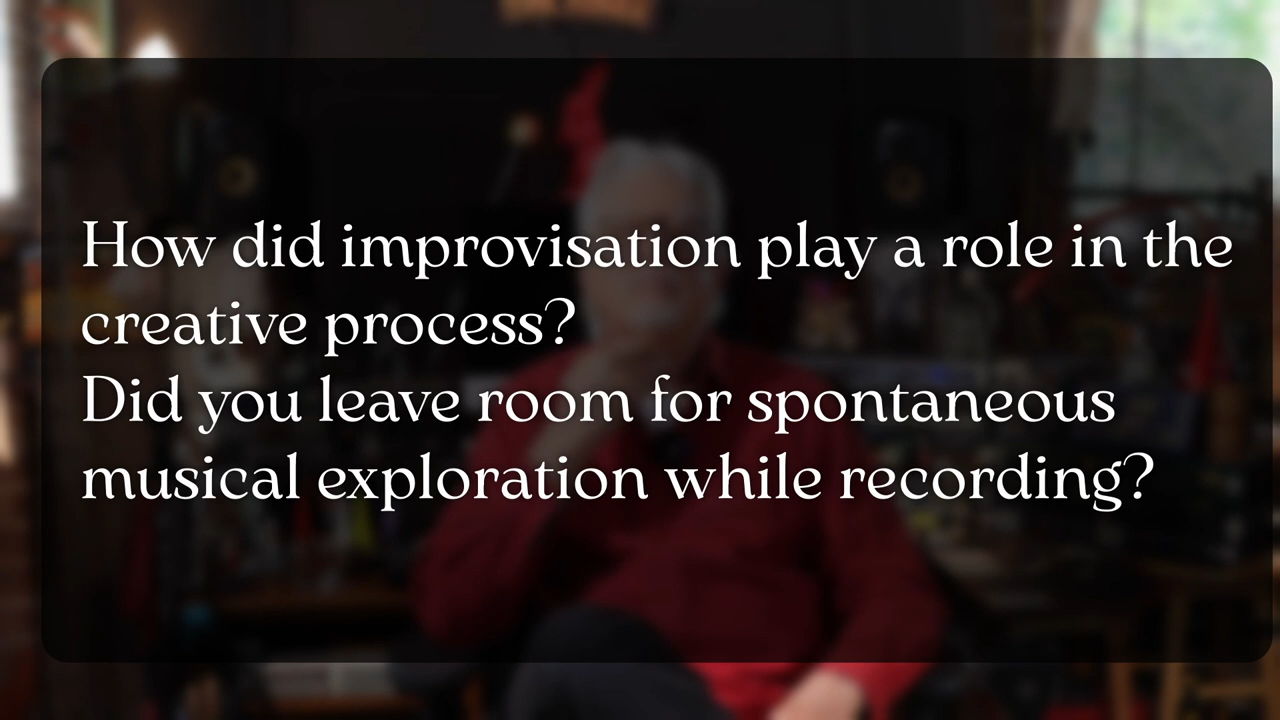 How did improvisation play a role in the
creative process?
Did you leave room for spontaneous
musical exploration while recording?